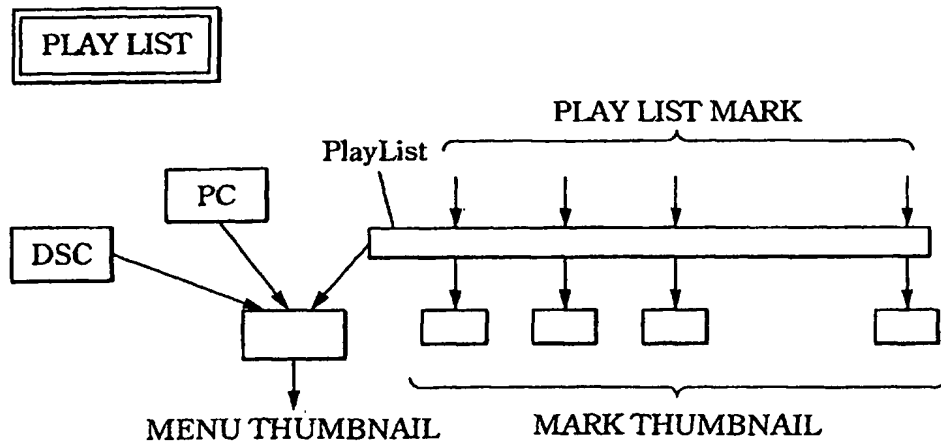 PLAY LIST
PLAY LIST MARK
PlayList
PC
DSC
MENU THUMBNAIL
MARK THUMBNAIL